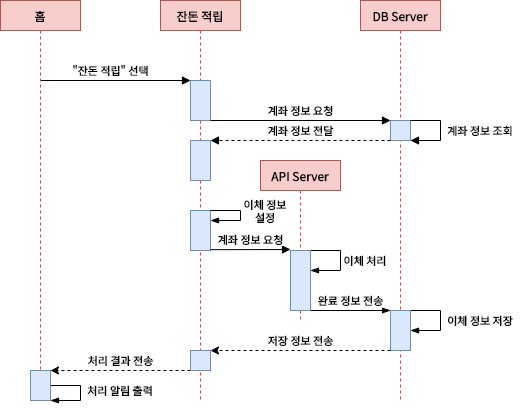 홈
잔돈 적립
DB Server
"잔돈 적립" 선택
계좌 정보 요청
계좌 정보 전달
계좌 정보 조회
API Server
이체 정보
설정
계좌 정보 요청
이체 처리
완료 정보 전송
이체 정보 저장
저장 정보 전송
처리 결과 전송
처리 알림 출력